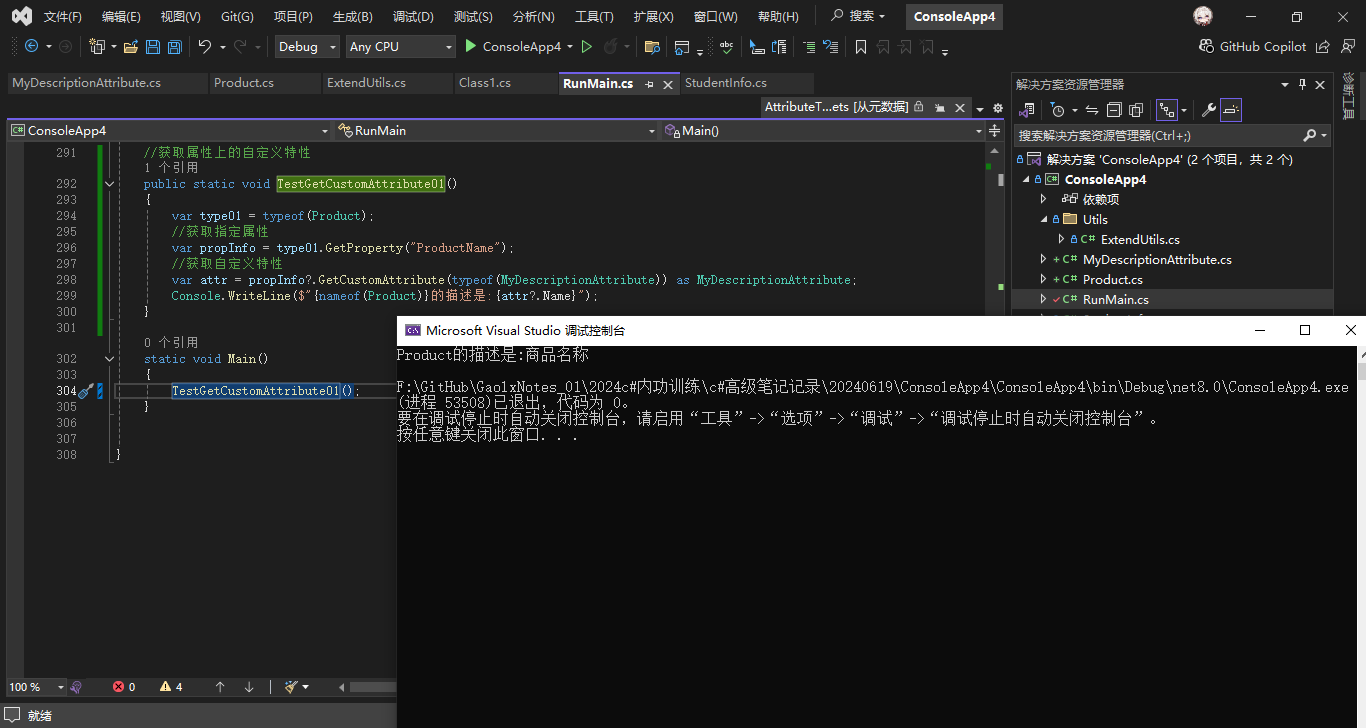 文件(F) 编辑(E) 视图(V) Git(G) 项目(P) 生成(B) 调试(D) 测试(S) 分析(N) 工具(T) 扩展(X) 窗口(W) 帮助(H) 搜索 ConsoleApp4
Debug Any CPU ConsoleApp4 GitHub Copilot
MyDescriptionAttribute.cs Product.cs ExtendUtils.cs Class1.cs RunMain.cs StudentInfo.cs
AttributeT...ets [从元数据]
ConsoleApp4 RunMain Main()
291 //获取属性上的自定义特性
1 个引用
292 public static void TestGetCustomAttribute01()
293 {
294 var type01 = typeof(Product);
295 //获取指定属性
296 var propInfo = type01.GetProperty("ProductName");
297 //获取自定义特性
298 var attr = propInfo?.GetCustomAttribute(typeof(MyDescriptionAttribute)) as MyDescriptionAttribute;
299 Console.WriteLine($"{nameof(Product)}的描述是:{attr?.Name}");
300 }
301
0 个引用
302 static void Main()
303 {
304 TestGetCustomAttribute01();
305 }
306
307
308 }
100 % 0 4
就绪
解决方案资源管理器
搜索解决方案资源管理器(Ctrl+;)
解决方案 'ConsoleApp4' (2 个项目，共 2 个)
ConsoleApp4
依赖项
Utils
C# ExtendUtils.cs
C# MyDescriptionAttribute.cs
C# Product.cs
C# RunMain.cs
诊断工具
Microsoft Visual Studio 调试控制台
Product的描述是:商品名称
F:\GitHub\GaolxNotes_01\2024c#内功训练\c#高级笔记记录\20240619\ConsoleApp4\ConsoleApp4\bin\Debug\net8.0\ConsoleApp4.exe
(进程 53508)已退出，代码为 0。
要在调试停止时自动关闭控制台，请启用“工具”->“选项”->“调试”->“调试停止时自动关闭控制台”。
按任意键关闭此窗口. . .